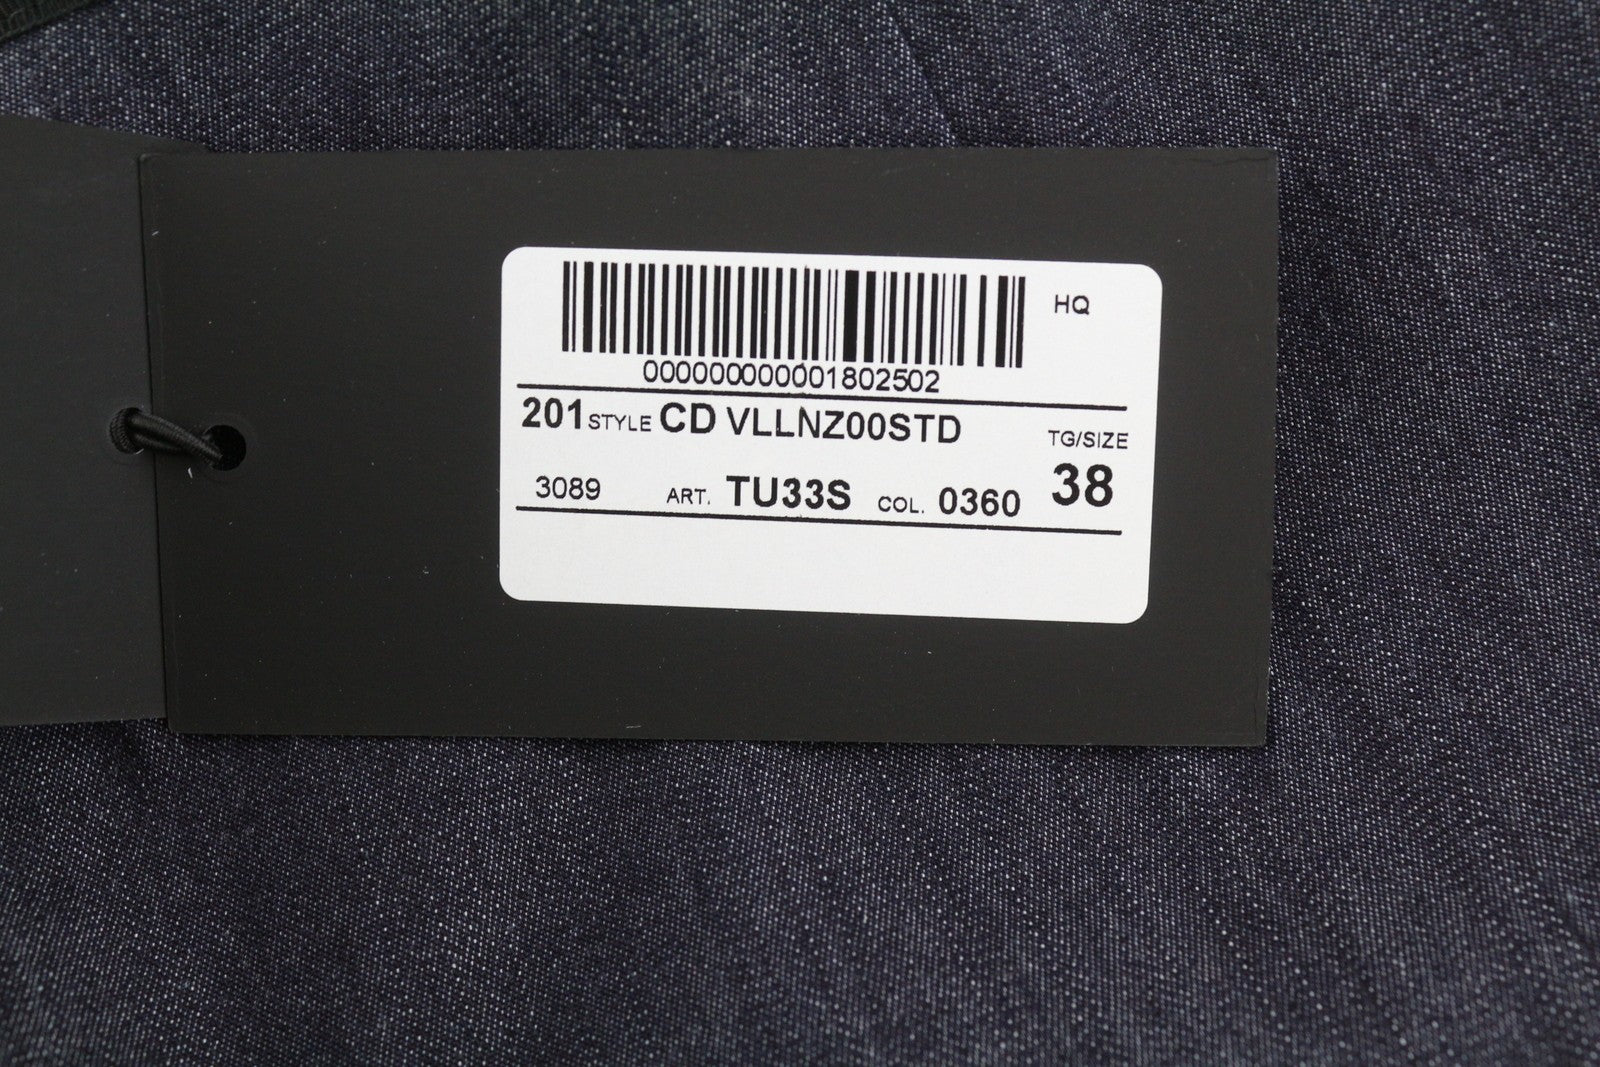 HQ
000000000001802502
201 STYLE CD VLLNZ00STD
TG/SIZE
3089 ART. TU33S COL. 0360 38